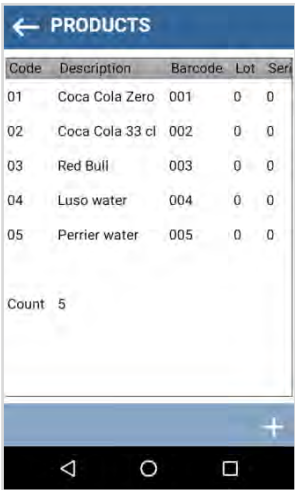 ← PRODUCTS
Code Description Barcode Lot Seri
01 Coca Cola Zero 001 0 0
02 Coca Cola 33 cl 002 0 0
03 Red Bull 003 0 0
04 Luso water 004 0 0
05 Perrier water 005 0 0
Count 5
+